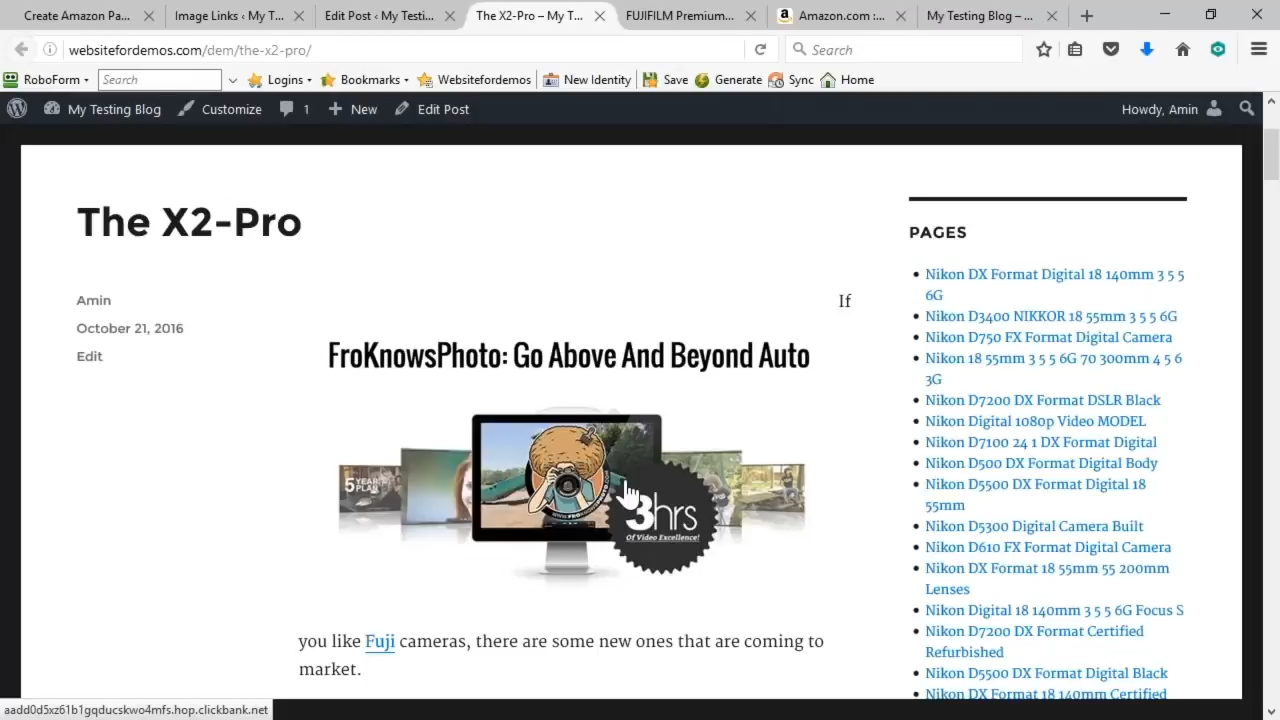 Create Amazon Pa...
Image Links ‹ My T...
Edit Post ‹ My Testi...
The X2-Pro – My T...
FUJIFILM Premium...
Amazon.com :...
My Testing Blog – ...
websitefordemos.com/dem/the-x2-pro/
Search
RoboForm
Search
Logins
Bookmarks
Websitefordemos
New Identity
Save
Generate
Sync
Home
My Testing Blog
Customize
1
New
Edit Post
Howdy, Amin
The X2-Pro
Amin
October 21, 2016
Edit
If
FroKnowsPhoto: Go Above And Beyond Auto
5 YEAR
PLAN
3hrs
Of Video Excellence!
you like Fuji cameras, there are some new ones that are coming to
market.
PAGES
Nikon DX Format Digital 18 140mm 3 5 5
6G
Nikon D3400 NIKKOR 18 55mm 3 5 5 6G
Nikon D750 FX Format Digital Camera
Nikon 18 55mm 3 5 5 6G 70 300mm 4 5 6
3G
Nikon D7200 DX Format DSLR Black
Nikon Digital 1080p Video MODEL
Nikon D7100 24 1 DX Format Digital
Nikon D500 DX Format Digital Body
Nikon D5500 DX Format Digital 18
55mm
Nikon D5300 Digital Camera Built
Nikon D610 FX Format Digital Camera
Nikon DX Format 18 55mm 55 200mm
Lenses
Nikon Digital 18 140mm 3 5 5 6G Focus S
Nikon D7200 DX Format Certified
Refurbished
Nikon D5500 DX Format Digital Black
Nikon DX Format 18 140mm Certified
aadd0d5xz61b1gqducskwo4mfs.hop.clickbank.net